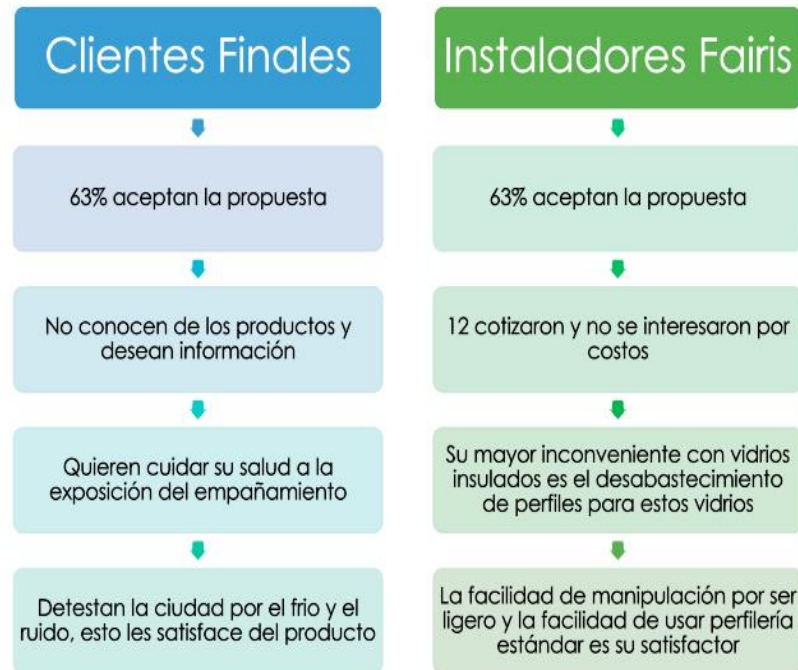 Clientes Finales
63% aceptan la propuesta
No conocen de los productos y
desean información
Quieren cuidar su salud a la
exposición del empañamiento
Detestan la ciudad por el frio y el
ruido, esto les satisface del producto
Instaladores Fairis
63% aceptan la propuesta
12 cotizaron y no se interesaron por
costos
Su mayor inconveniente con vidrios
insulados es el desabastecimiento
de perfiles para estos vidrios
La facilidad de manipulación por ser
ligero y la facilidad de usar perfilería
estándar es su satisfactor